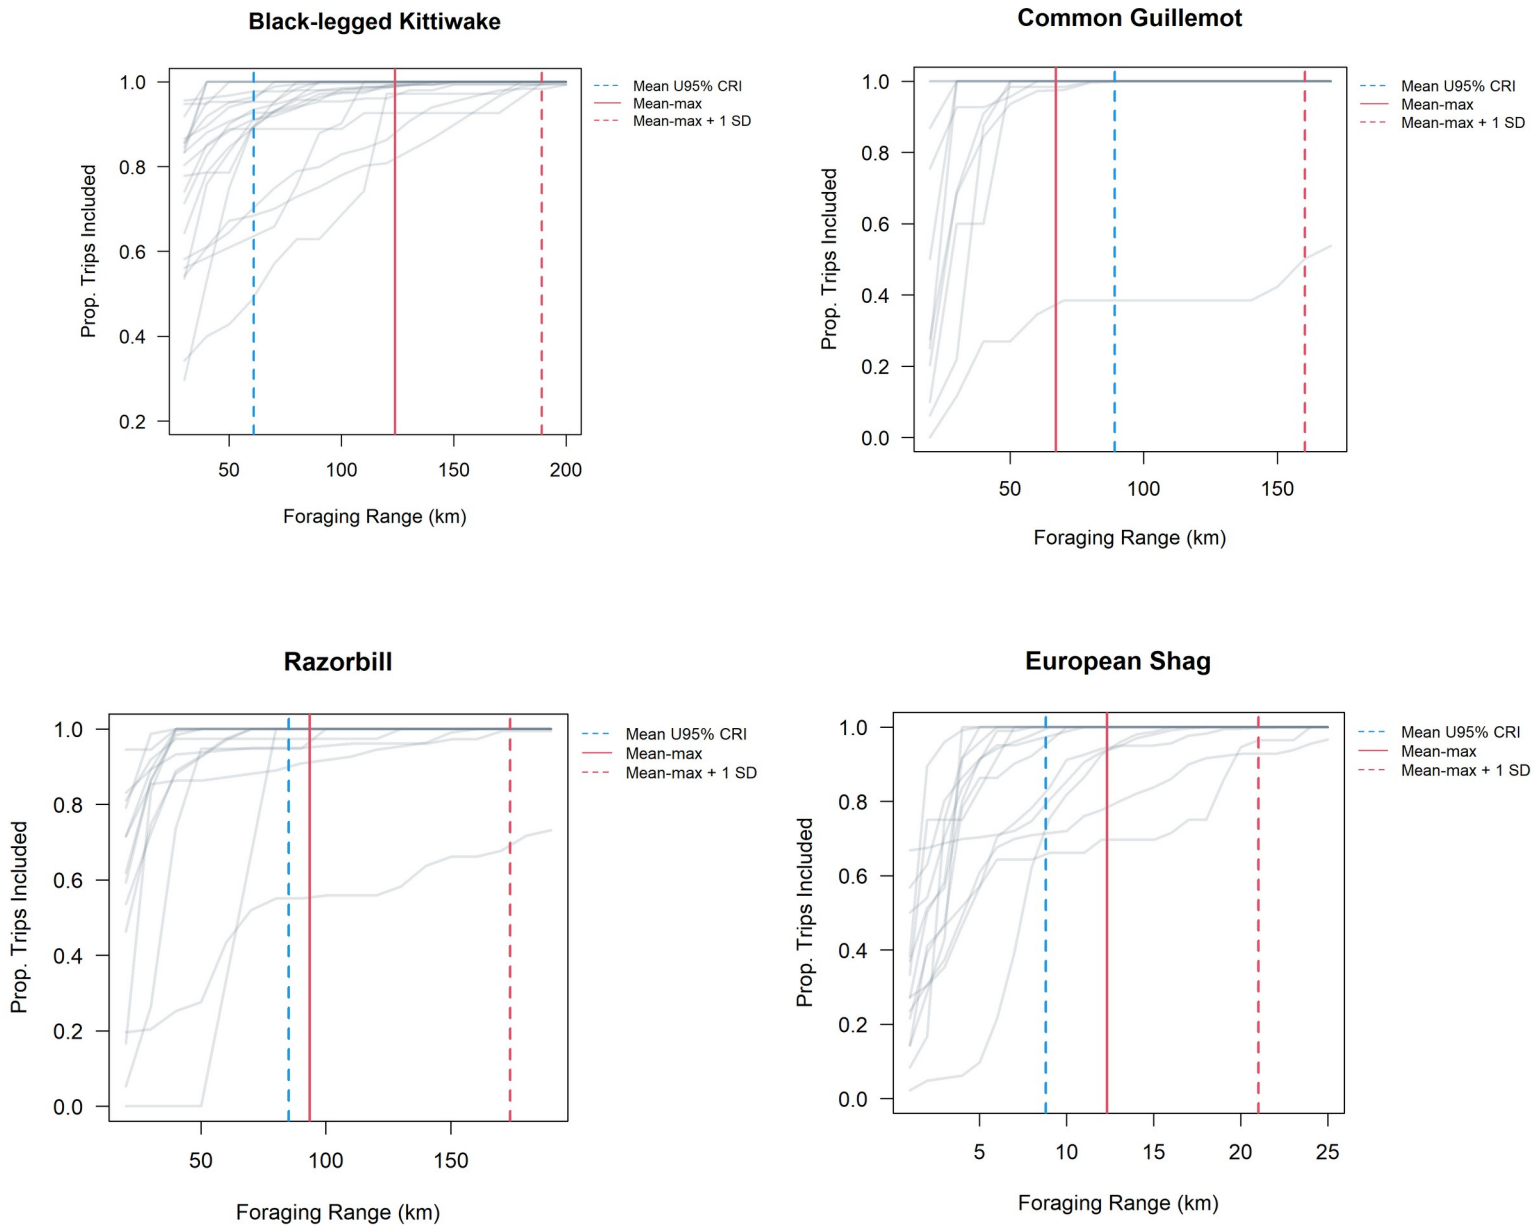 Black-legged Kittiwake
Prop. Trips Included
1.0
0.8
0.6
0.4
0.2
50 100 150 200
Foraging Range (km)
Mean U95% CRI
Mean-max
Mean-max + 1 SD
Common Guillemot
Prop. Trips Included
1.0
0.8
0.6
0.4
0.2
0.0
50 100 150
Foraging Range (km)
Mean U95% CRI
Mean-max
Mean-max + 1 SD
Razorbill
Prop. Trips Included
1.0
0.8
0.6
0.4
0.2
0.0
50 100 150
Foraging Range (km)
Mean U95% CRI
Mean-max
Mean-max + 1 SD
European Shag
Prop. Trips Included
1.0
0.8
0.6
0.4
0.2
0.0
5 10 15 20 25
Foraging Range (km)
Mean U95% CRI
Mean-max
Mean-max + 1 SD